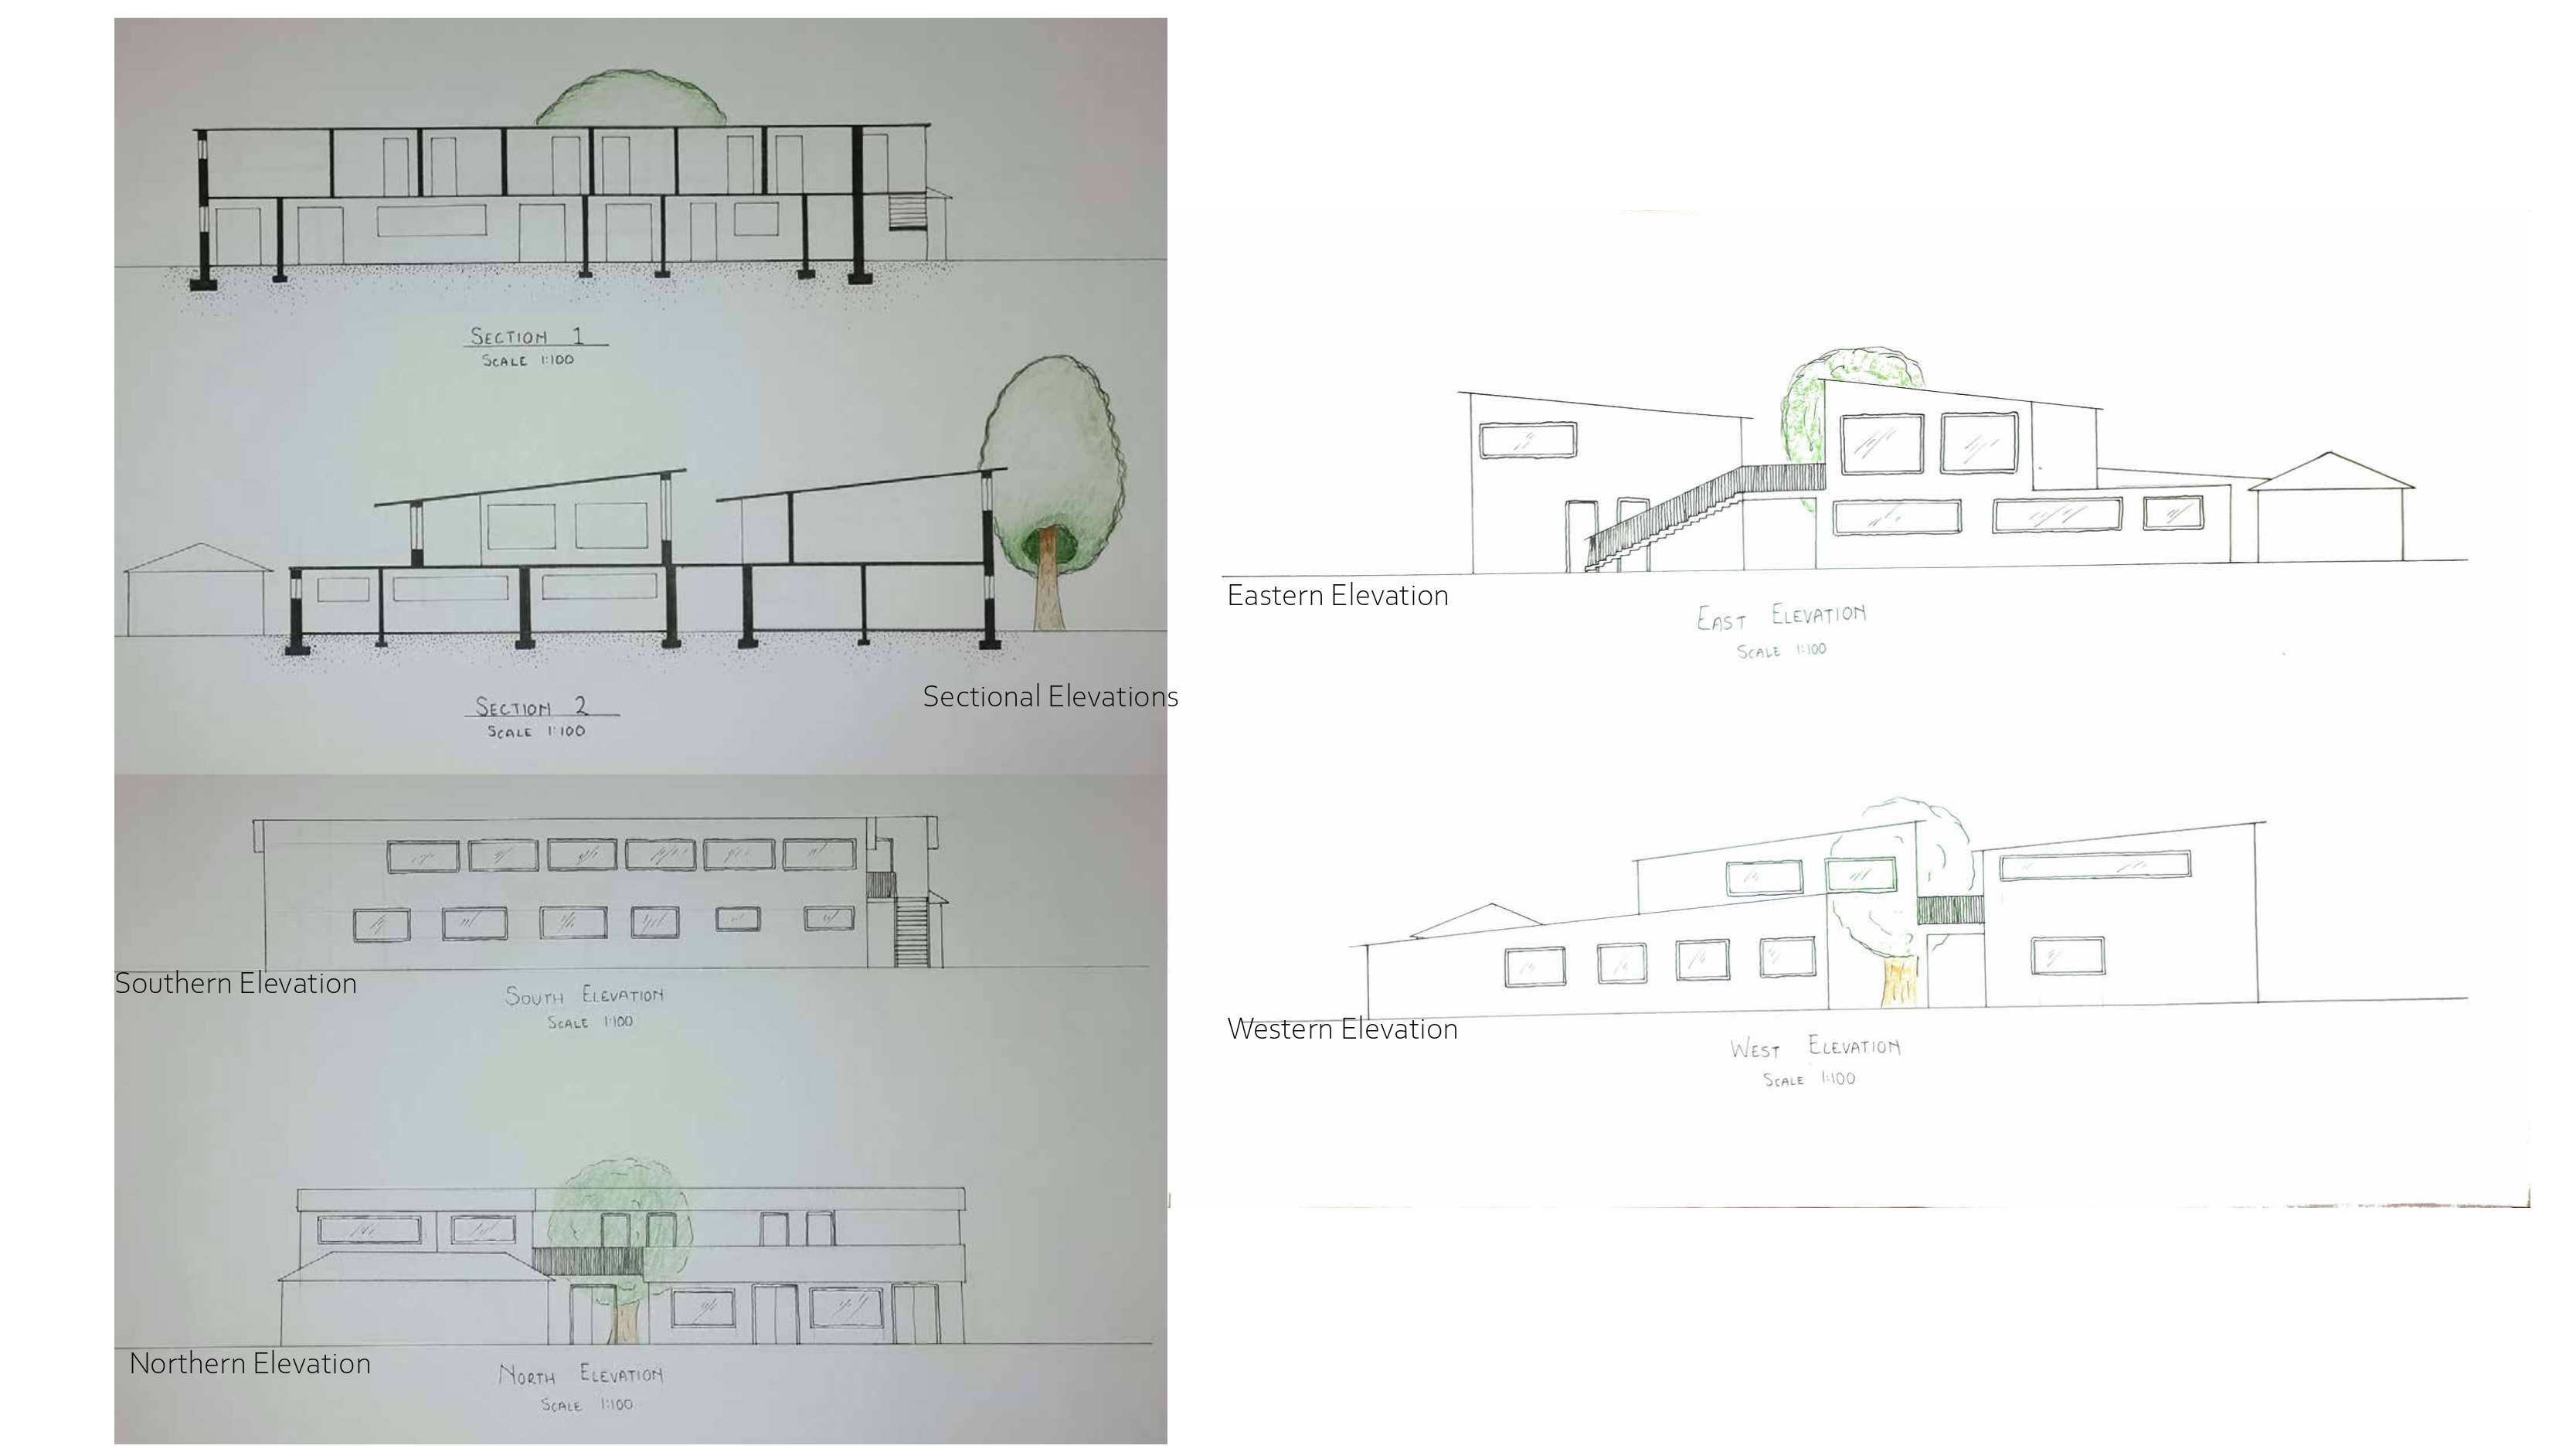 SECTION 1
SCALE 1:100
SECTION 2
SCALE 1:100
Sectional Elevations
Southern Elevation
SOUTH ELEVATION
SCALE 1:100
Northern Elevation
NORTH ELEVATION
SCALE 1:100
Eastern Elevation
EAST ELEVATION
SCALE 1:100
Western Elevation
WEST ELEVATION
SCALE 1:100